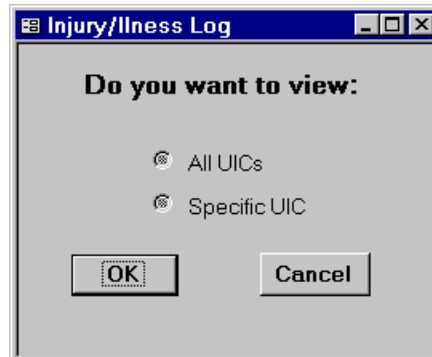 Injury/Ilness Log
Do you want to view:
All UICs
Specific UIC
OK
Cancel